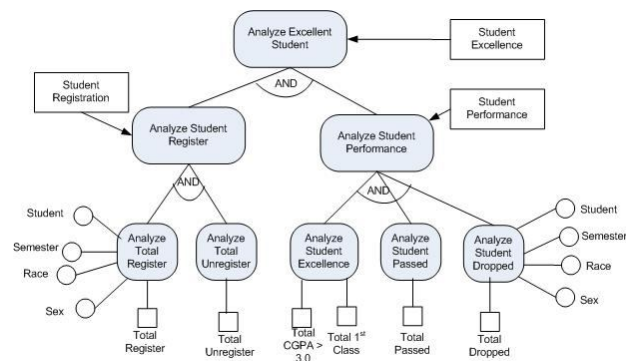 Analyze Excellent
Student
Student
Excellence
AND
Student
Registration
Student
Performance
Analyze Student
Register
Analyze Student
Performance
AND
AND
Student
Semester
Race
Sex
Analyze
Total
Register
Analyze
Total
Unregister
Analyze
Student
Excellence
Analyze
Student
Passed
Analyze
Student
Dropped
Student
Semester
Race
Sex
Total
Register
Total
Unregister
Total
CGPA >
3.0
Total 1st
Class
Total
Passed
Total
Dropped